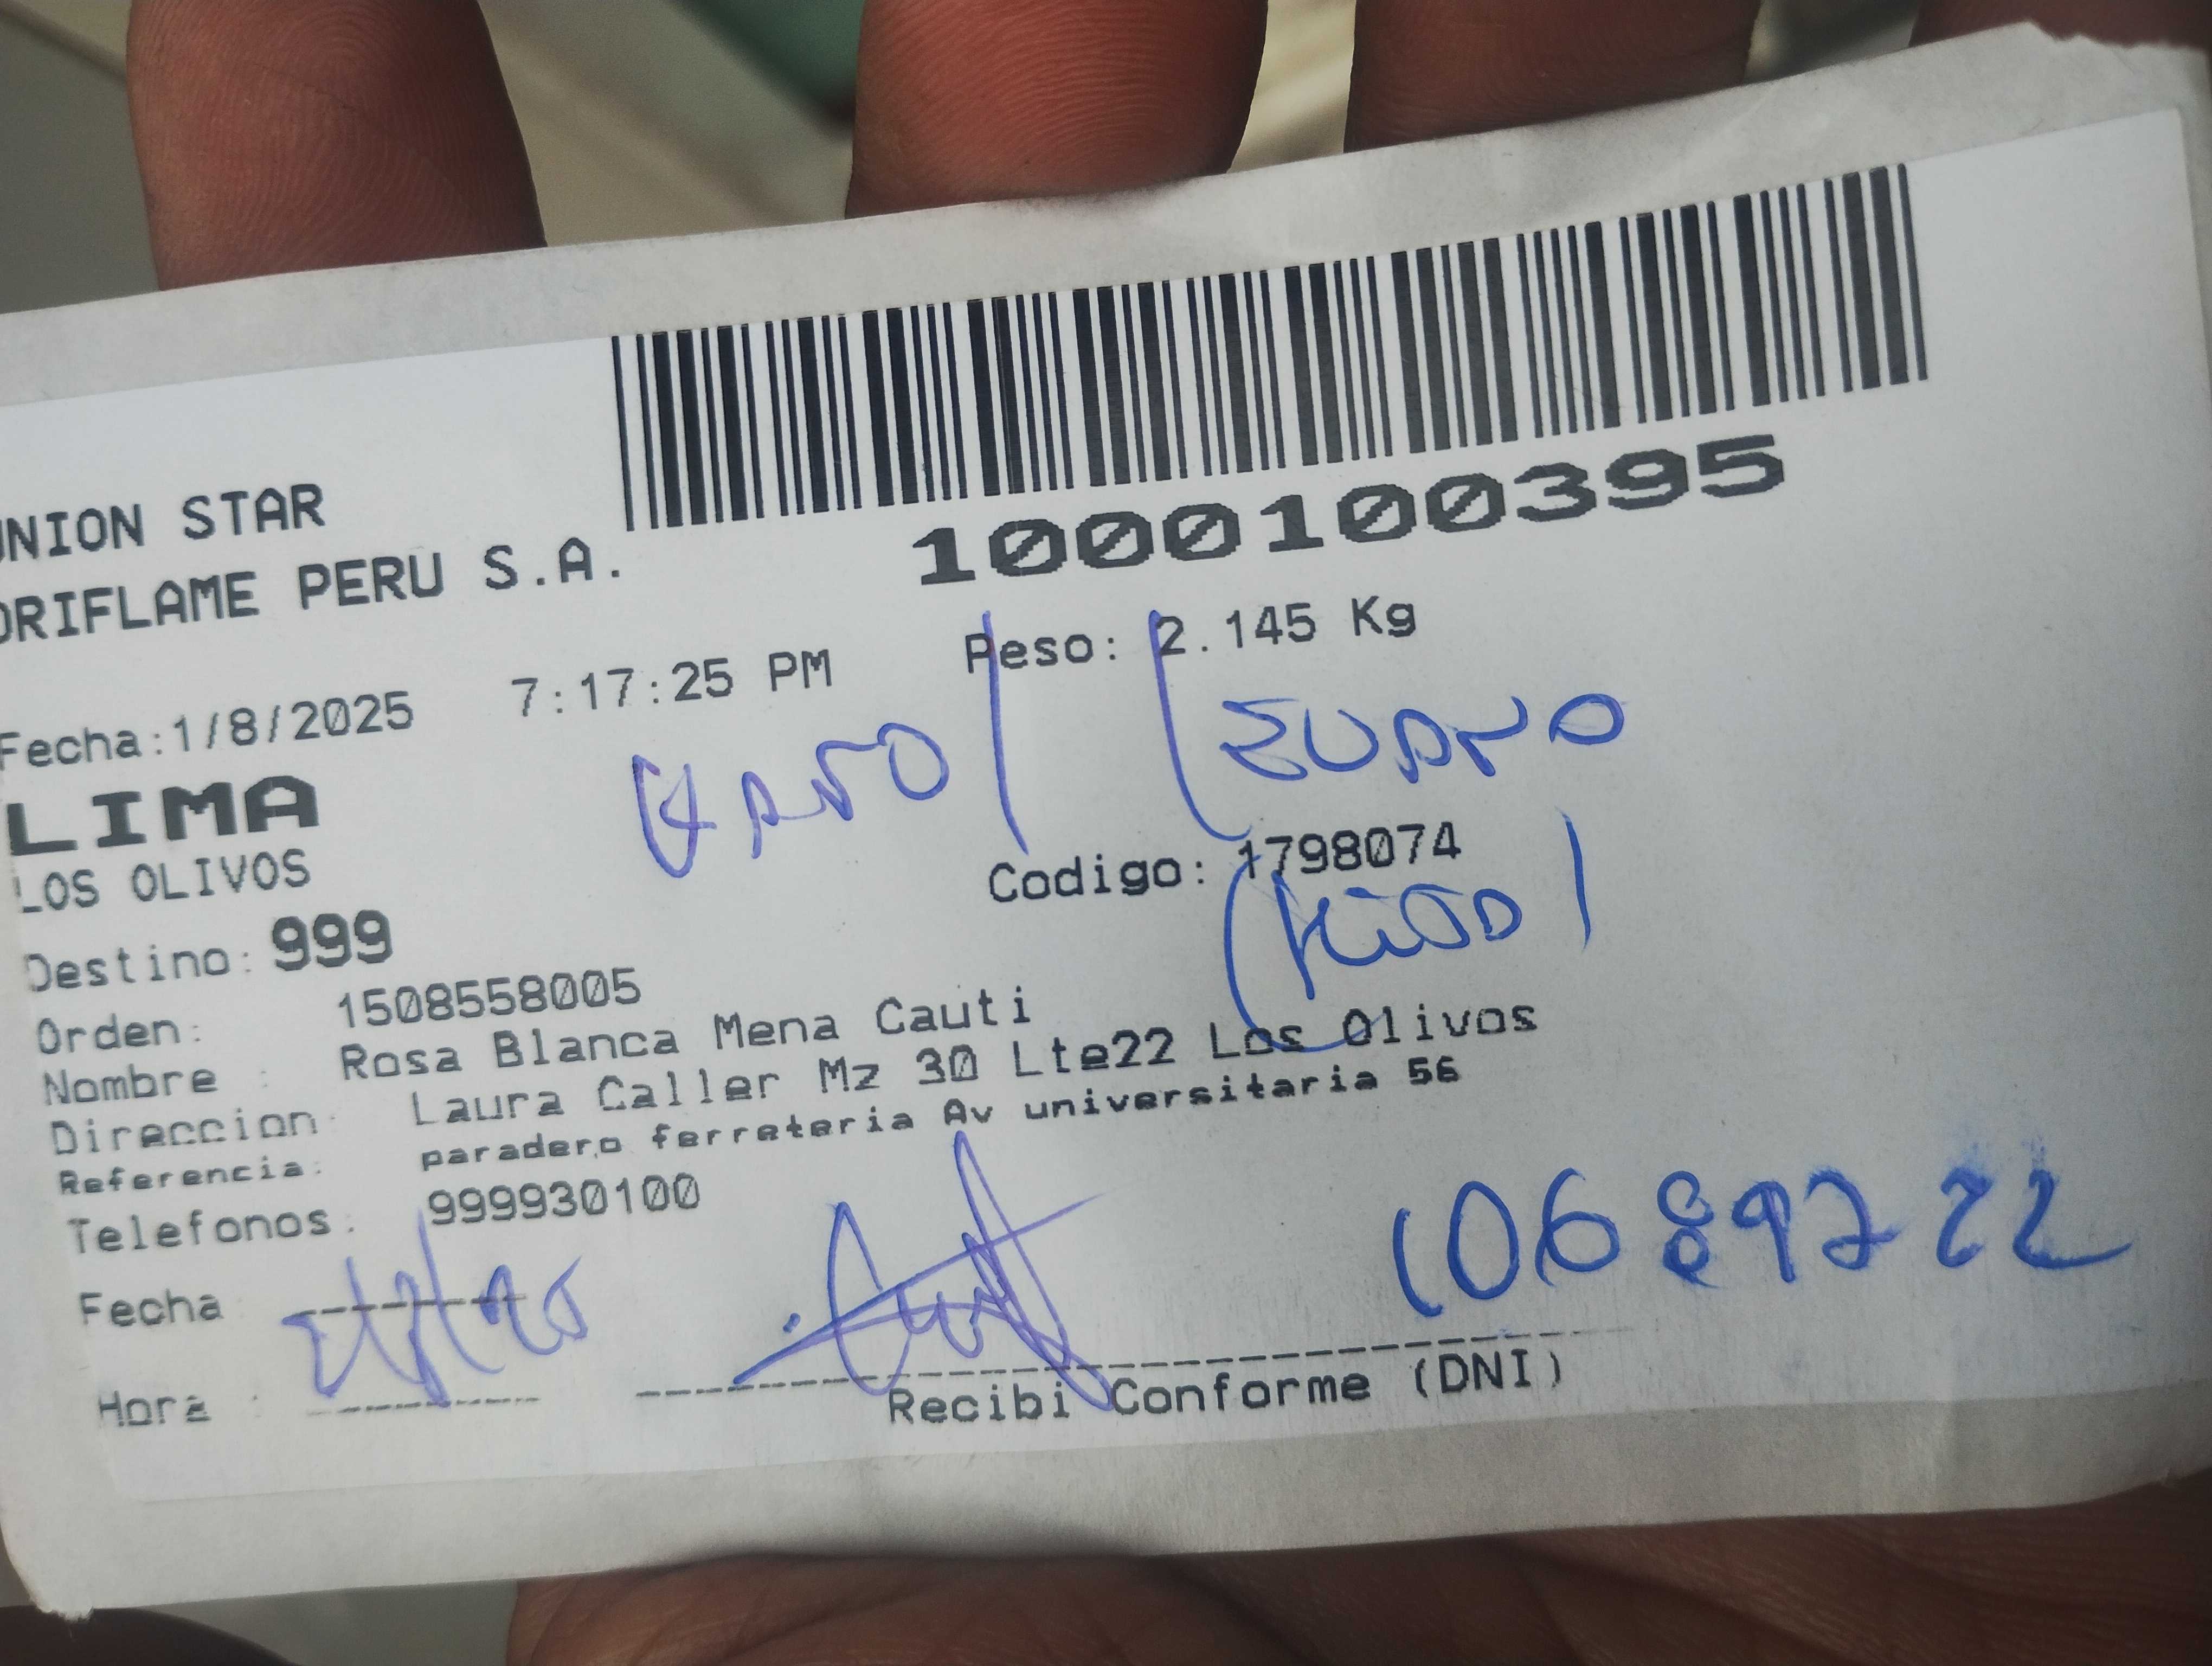 UNION STAR
ORIFLAME PERU S.A.
1000100395
Fecha:1/8/2025 7:17:25 PM Peso: 2.145 Kg
LIMA
LOS OLIVOS
Codigo: 1798074
Destino: 999
Orden: 1508558005
Nombre : Rosa Blanca Mena Cauti
Direccion: Laura Caller Mz 30 Lte22 Los Olivos
Referencia: paradero ferreteria Av universitaria 56
Telefonos: 999930100
10689722
Fecha
Hora :
Recibi Conforme (DNI)